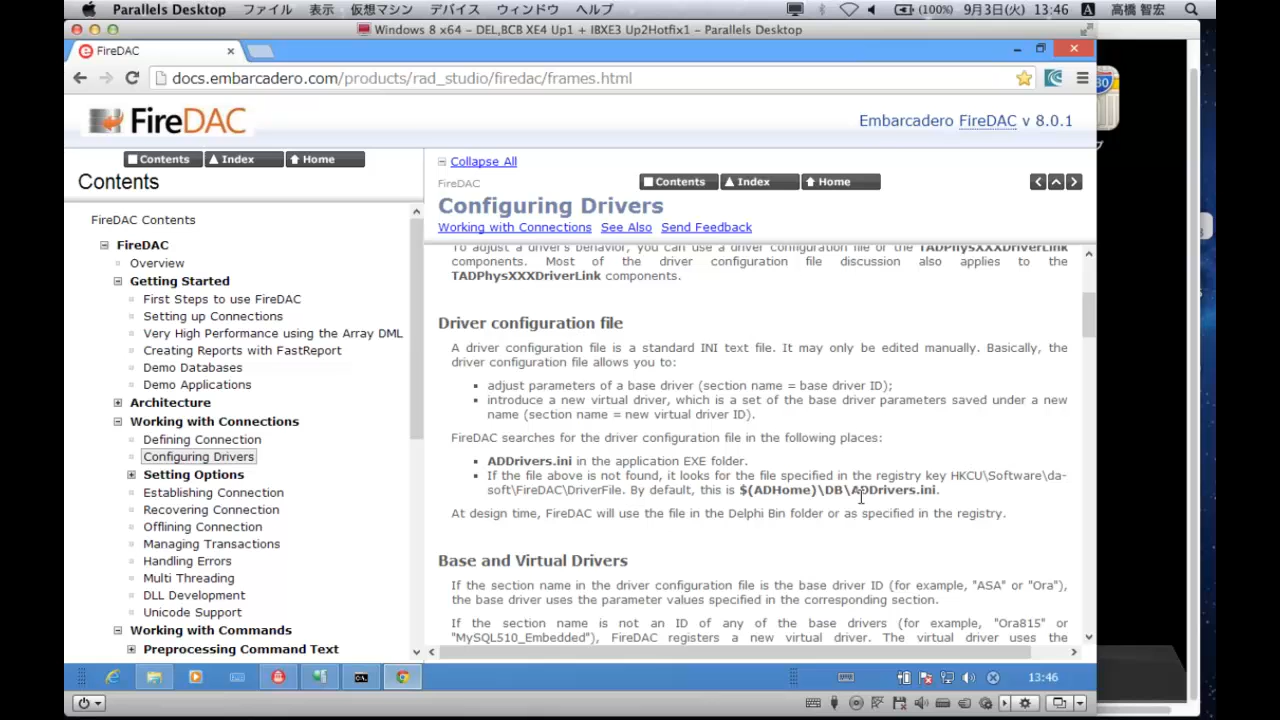 Parallels Desktop ファイル 表示 仮想マシン デバイス ウィンドウ ヘルプ (100%) 9月3日(火) 13:46 A 高橋 智宏
Windows 8 x64 – DEL,BCB XE4 Up1 + IBXE3 Up2Hotfix1 – Parallels Desktop
FireDAC
docs.embarcadero.com/products/rad_studio/firedac/frames.html
FireDAC
Embarcadero FireDAC v 8.0.1
Contents Index Home
Contents
FireDAC Contents
FireDAC
Overview
Getting Started
First Steps to use FireDAC
Setting up Connections
Very High Performance using the Array DML
Creating Reports with FastReport
Demo Databases
Demo Applications
Architecture
Working with Connections
Defining Connection
Configuring Drivers
Setting Options
Establishing Connection
Recovering Connection
Offlining Connection
Managing Transactions
Handling Errors
Multi Threading
DLL Development
Unicode Support
Working with Commands
Preprocessing Command Text
Collapse All
FireDAC
Contents Index Home
Configuring Drivers
Working with Connections See Also Send Feedback
To adjust a driver's behavior, you can use a driver configuration file or the TADPhysXXXDriverLink
components. Most of the driver configuration file discussion also applies to the
TADPhysXXXDriverLink components.
Driver configuration file
A driver configuration file is a standard INI text file. It may only be edited manually. Basically, the
driver configuration file allows you to:
adjust parameters of a base driver (section name = base driver ID);
introduce a new virtual driver, which is a set of the base driver parameters saved under a new
name (section name = new virtual driver ID).
FireDAC searches for the driver configuration file in the following places:
ADDrivers.ini in the application EXE folder.
If the file above is not found, it looks for the file specified in the registry key HKCU\Software\da-
soft\FireDAC\DriverFile. By default, this is $(ADHome)\DB\ADDrivers.ini.
At design time, FireDAC will use the file in the Delphi Bin folder or as specified in the registry.
Base and Virtual Drivers
If the section name in the driver configuration file is the base driver ID (for example, "ASA" or "Ora"),
the base driver uses the parameter values specified in the corresponding section.
If the section name is not an ID of any of the base drivers (for example, "Ora815" or
"MySQL510_Embedded"), FireDAC registers a new virtual driver. The virtual driver uses the
13:46